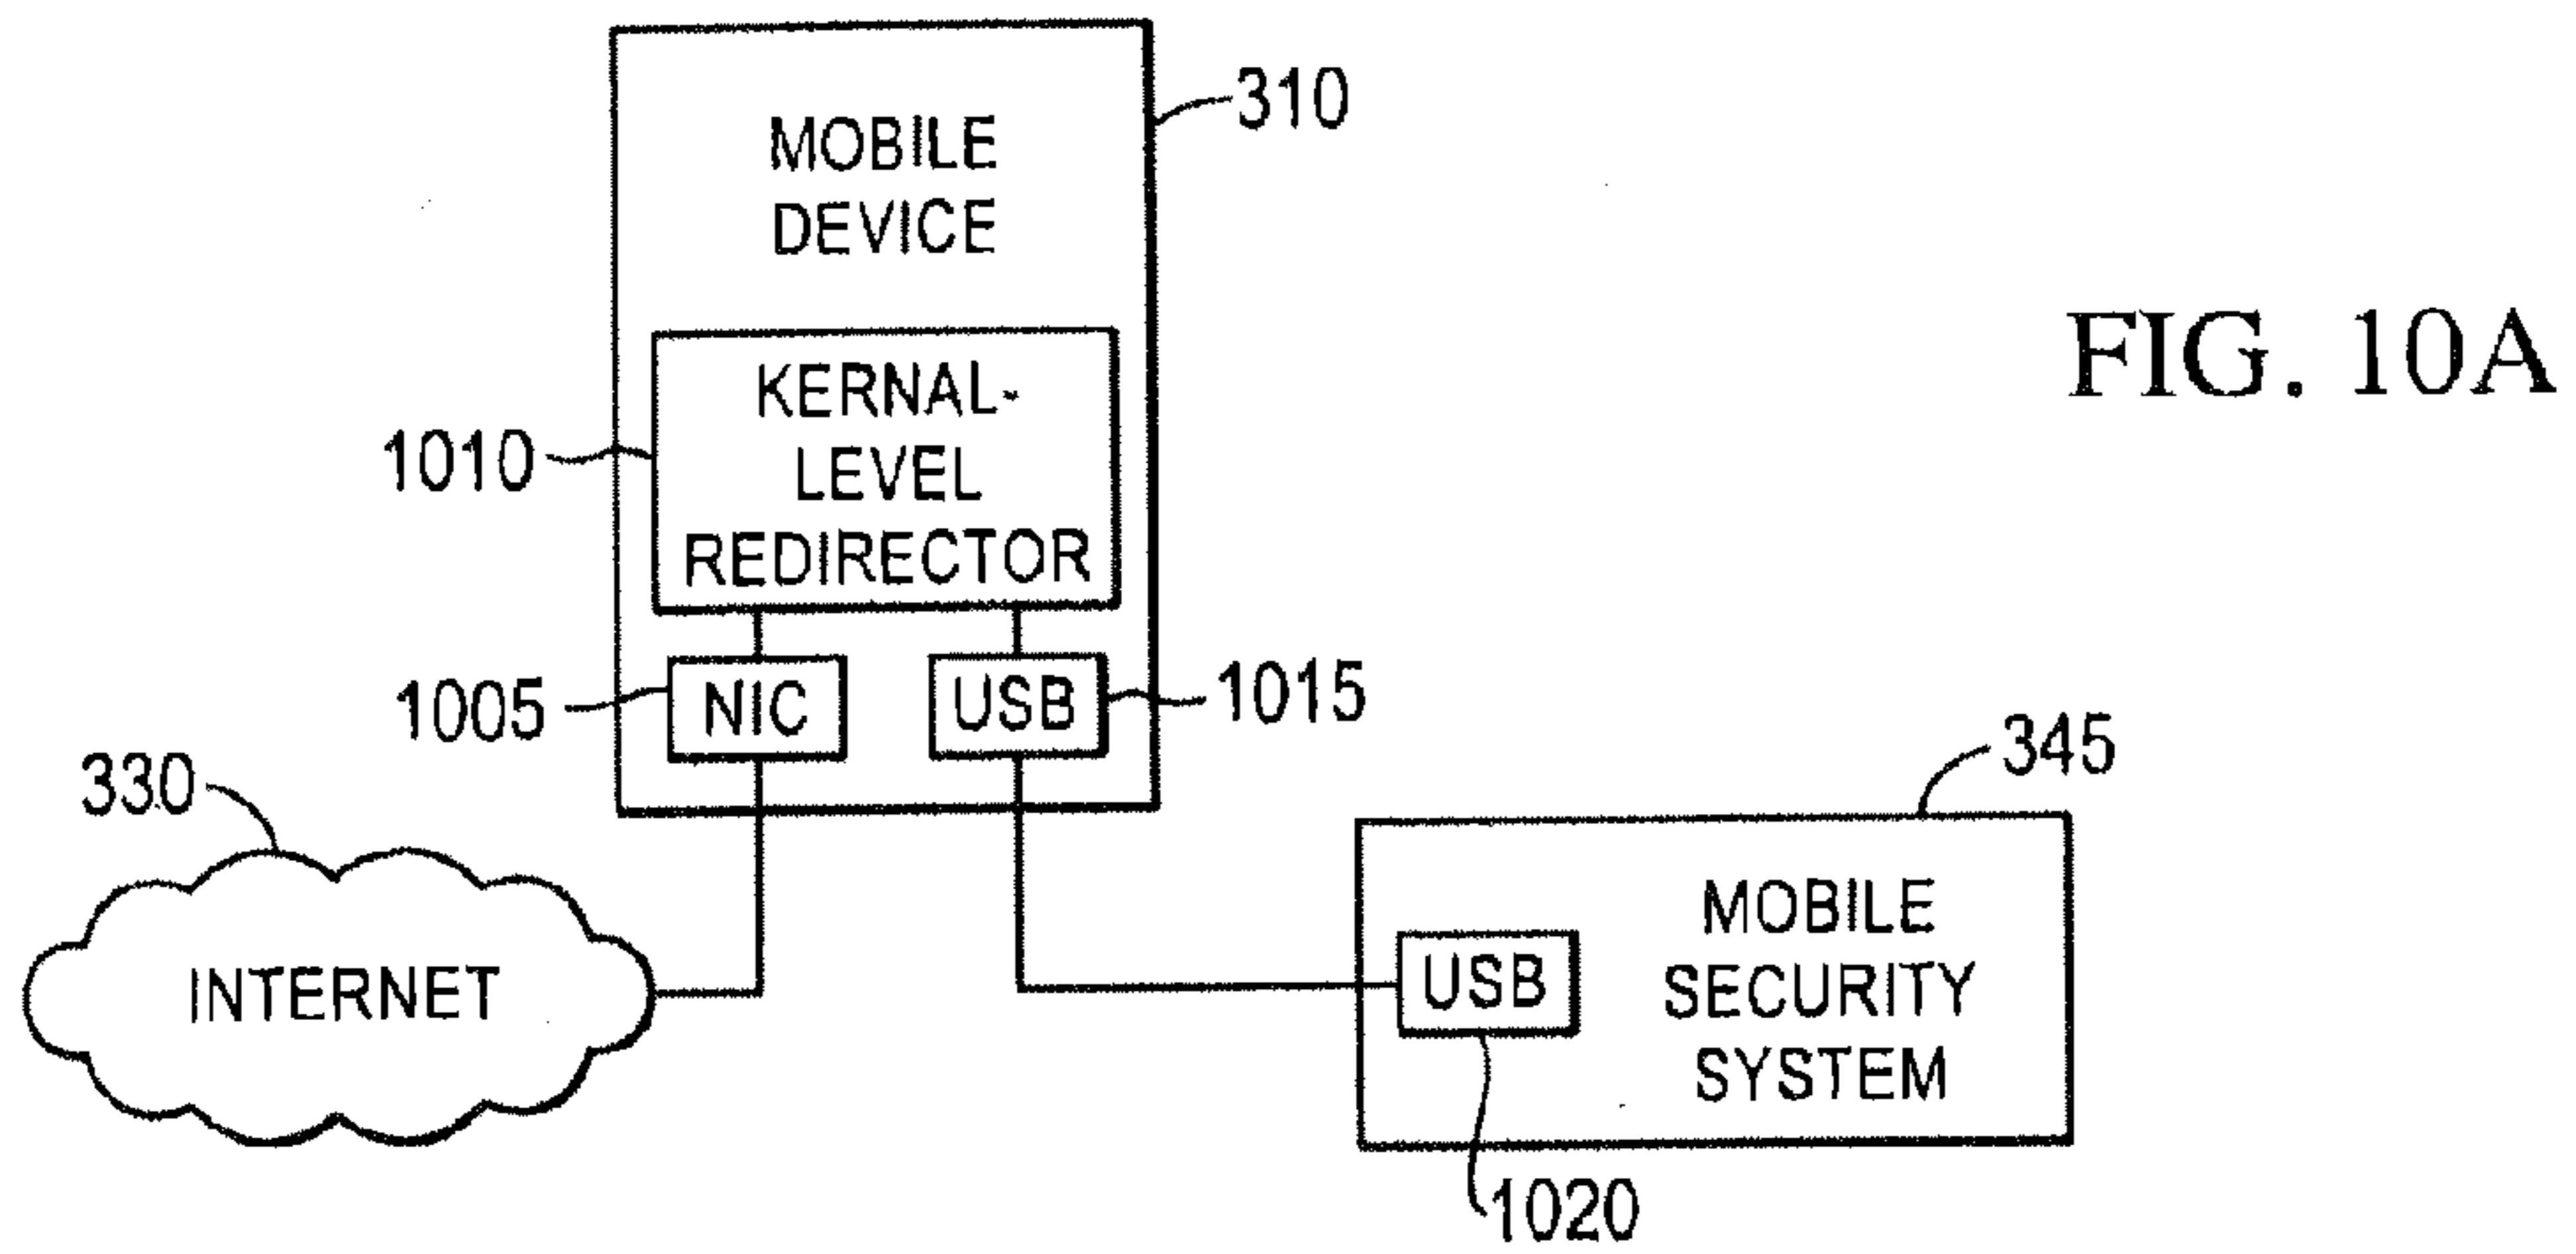 310
MOBILE
DEVICE
FIG. 10A
KERNAL-
LEVEL
REDIRECTOR
1010
1005
NIC
USB
1015
330
345
INTERNET
USB
MOBILE
SECURITY
SYSTEM
1020